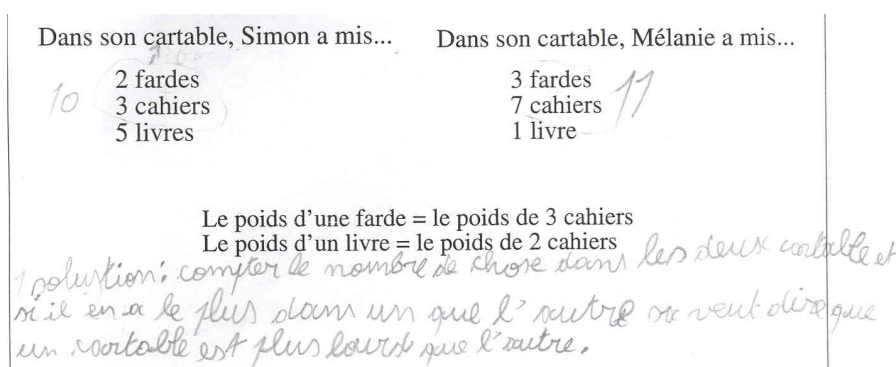 Dans son cartable, Simon a mis...
2 fardes
3 cahiers
5 livres
10
Dans son cartable, Mélanie a mis...
3 fardes
7 cahiers
1 livre
11
Le poids d'une farde = le poids de 3 cahiers
Le poids d'un livre = le poids de 2 cahiers
1 solustion: compter le nombre de chose dans les deux cartable et
si il en a le plus dans un que l'autre sa veut dire que
un cartable est plus lourd que l'autre.